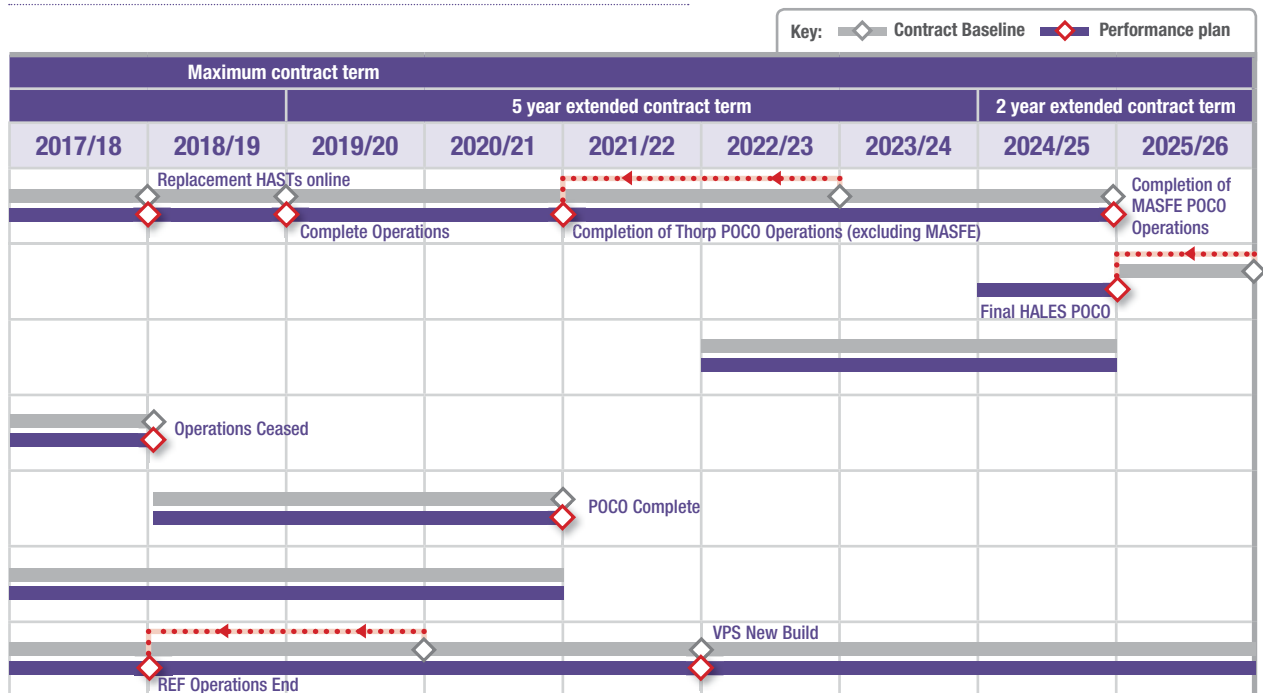 Key: Contract Baseline Performance plan
Maximum contract term
5 year extended contract term 2 year extended contract term
2017/18 2018/19 2019/20 2020/21 2021/22 2022/23 2023/24 2024/25 2025/26
Replacement HASTs online
Complete Operations
Completion of Thorp POCO Operations (excluding MASFE)
Completion of
MASFE POCO
Operations
Final HALES POCO
Operations Ceased
POCO Complete
VPS New Build
REF Operations End